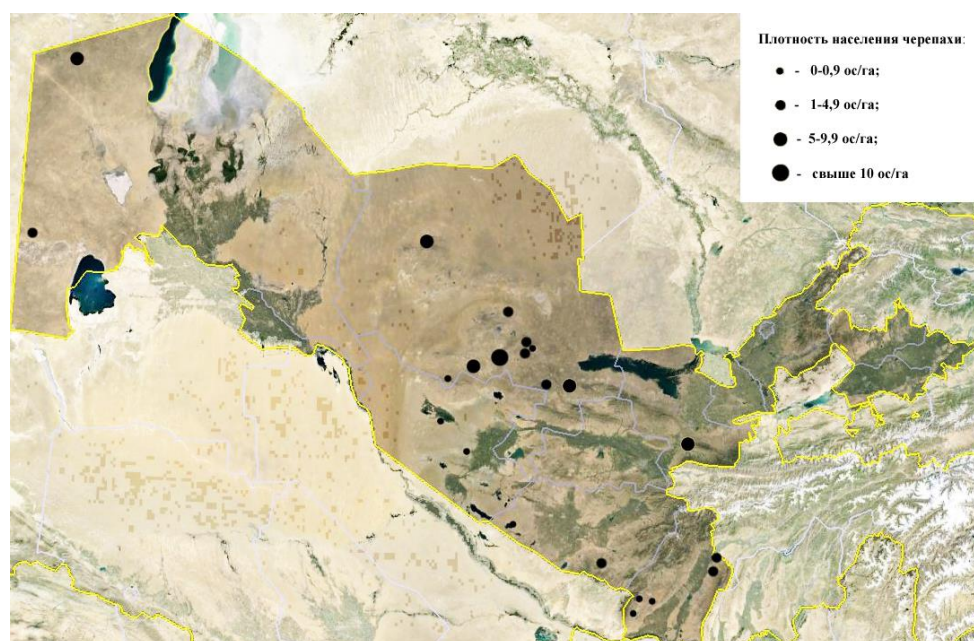 Плотность населения черепахи:
- 0-0,9 ос/га;
- 1-4,9 ос/га;
- 5-9,9 ос/га;
- свыше 10 ос/га